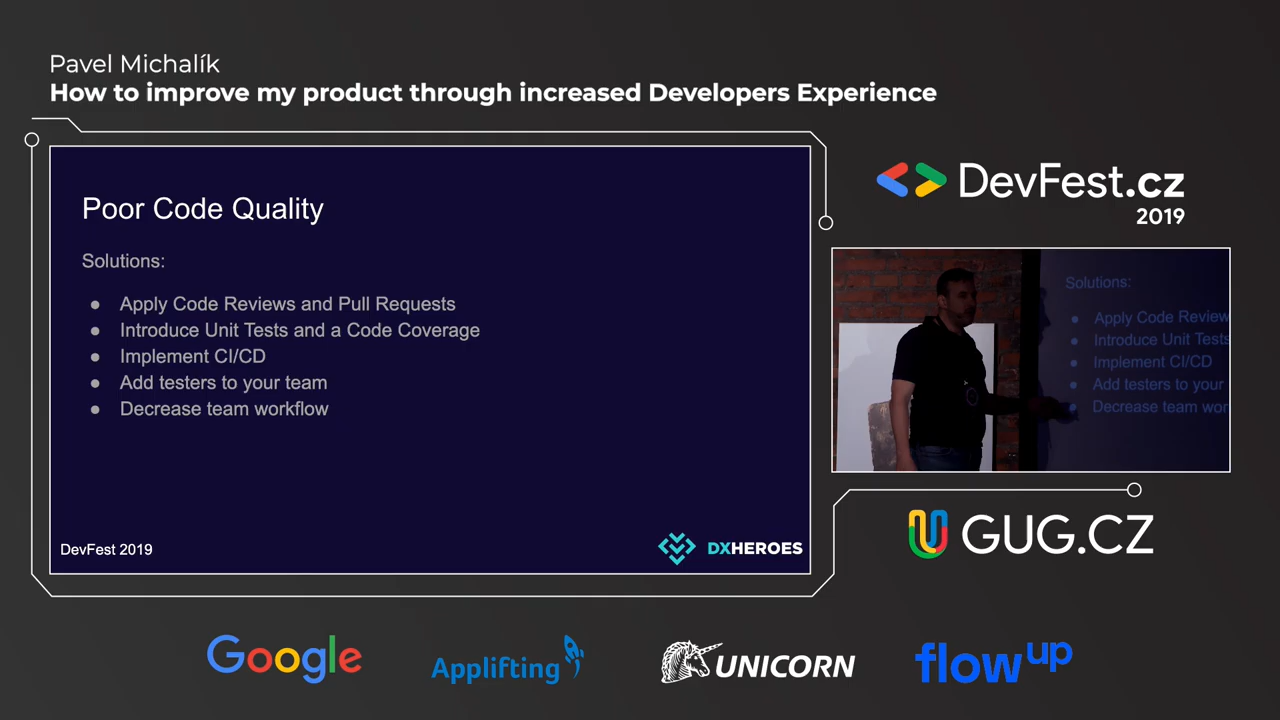 Pavel Michalík
How to improve my product through increased Developers Experience
Poor Code Quality
Solutions:
● Apply Code Reviews and Pull Requests
● Introduce Unit Tests and a Code Coverage
● Implement CI/CD
● Add testers to your team
● Decrease team workflow
DevFest 2019
DXHEROES
<> DevFest.cz
2019
Solutions:
● Apply Code Review
● Introduce Unit Tests
● Implement CI/CD
● Add testers to your
● Decrease team wor
GUG.CZ
Google
Applifting
UNICORN
flowup